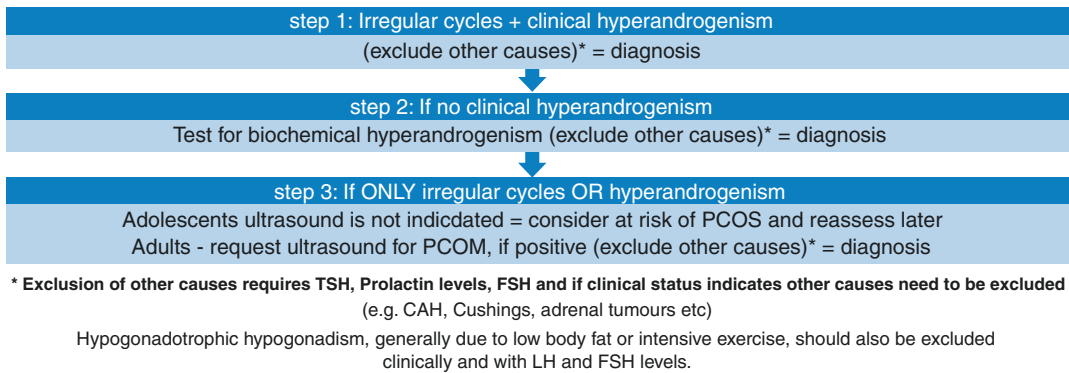 step 1: Irregular cycles + clinical hyperandrogenism
(exclude other causes)* = diagnosis
step 2: If no clinical hyperandrogenism
Test for biochemical hyperandrogenism (exclude other causes)* = diagnosis
step 3: If ONLY irregular cycles OR hyperandrogenism
Adolescents ultrasound is not indicdated = consider at risk of PCOS and reassess later
Adults - request ultrasound for PCOM, if positive (exclude other causes)* = diagnosis
* Exclusion of other causes requires TSH, Prolactin levels, FSH and if clinical status indicates other causes need to be excluded
(e.g. CAH, Cushings, adrenal tumours etc)
Hypogonadotrophic hypogonadism, generally due to low body fat or intensive exercise, should also be excluded
clinically and with LH and FSH levels.